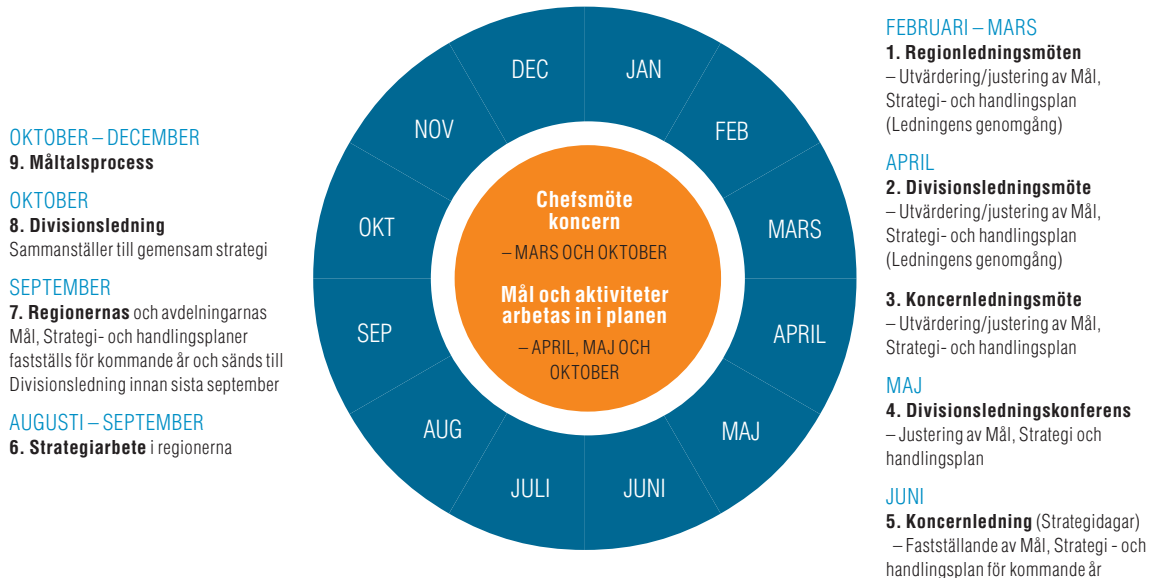 OKTOBER – DECEMBER
9. Måltalsprocess
OKTOBER
8. Divisionsledning
Sammanställer till gemensam strategi
SEPTEMBER
7. Regionernas och avdelningarnas
Mål, Strategi- och handlingsplaner
fastställs för kommande år och sänds till
Divisionsledning innan sista september
AUGUSTI – SEPTEMBER
6. Strategiarbete i regionerna
DEC
JAN
NOV
FEB
OKT
MARS
SEP
APRIL
AUG
MAJ
JULI
JUNI
Chefsmöte
koncern
– MARS OCH OKTOBER
Mål och aktiviteter
arbetas in i planen
– APRIL, MAJ OCH
OKTOBER
FEBRUARI – MARS
1. Regionledningsmöten
– Utvärdering/justering av Mål,
Strategi- och handlingsplan
(Ledningens genomgång)
APRIL
2. Divisionsledningsmöte
– Utvärdering/justering av Mål,
Strategi- och handlingsplan
(Ledningens genomgång)
3. Koncernledningsmöte
– Utvärdering/justering av Mål,
Strategi- och handlingsplan
MAJ
4. Divisionsledningskonferens
– Justering av Mål, Strategi och
handlingsplan
JUNI
5. Koncernledning (Strategidagar)
– Fastställande av Mål, Strategi - och
handlingsplan för kommande år